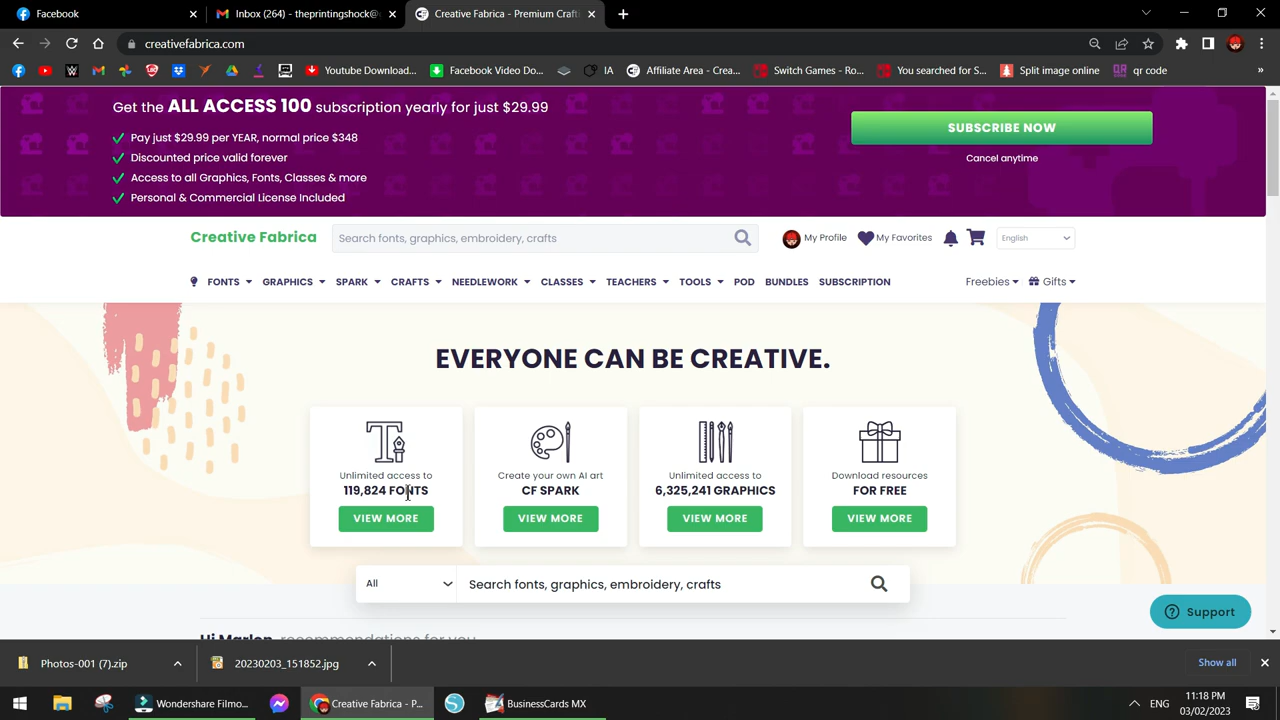 Facebook
Inbox (264) - theprintingshock@
Creative Fabrica - Premium Craft
creativefabrica.com
Youtube Download...
Facebook Video Do...
IA
Affiliate Area - Crea...
Switch Games - Ro...
You searched for S...
Split image online
qr code
Get the ALL ACCESS 100 subscription yearly for just $29.99
Pay just $29.99 per YEAR, normal price $348
Discounted price valid forever
Access to all Graphics, Fonts, Classes & more
Personal & Commercial License Included
SUBSCRIBE NOW
Cancel anytime
Creative Fabrica
Search fonts, graphics, embroidery, crafts
My Profile
My Favorites
English
FONTS GRAPHICS SPARK CRAFTS NEEDLEWORK CLASSES TEACHERS TOOLS POD BUNDLES SUBSCRIPTION
Freebies
Gifts
EVERYONE CAN BE CREATIVE.
Unlimited access to
119,824 FONTS
VIEW MORE
Create your own AI art
CF SPARK
VIEW MORE
Unlimited access to
6,325,241 GRAPHICS
VIEW MORE
Download resources
FOR FREE
VIEW MORE
All
Search fonts, graphics, embroidery, crafts
Support
Hi Marlon, recommendations for you
Photos-001 (7).zip
20230203_151852.jpg
Show all
Wondershare Filmo...
Creative Fabrica - P...
BusinessCards MX
ENG
11:18 PM
03/02/2023